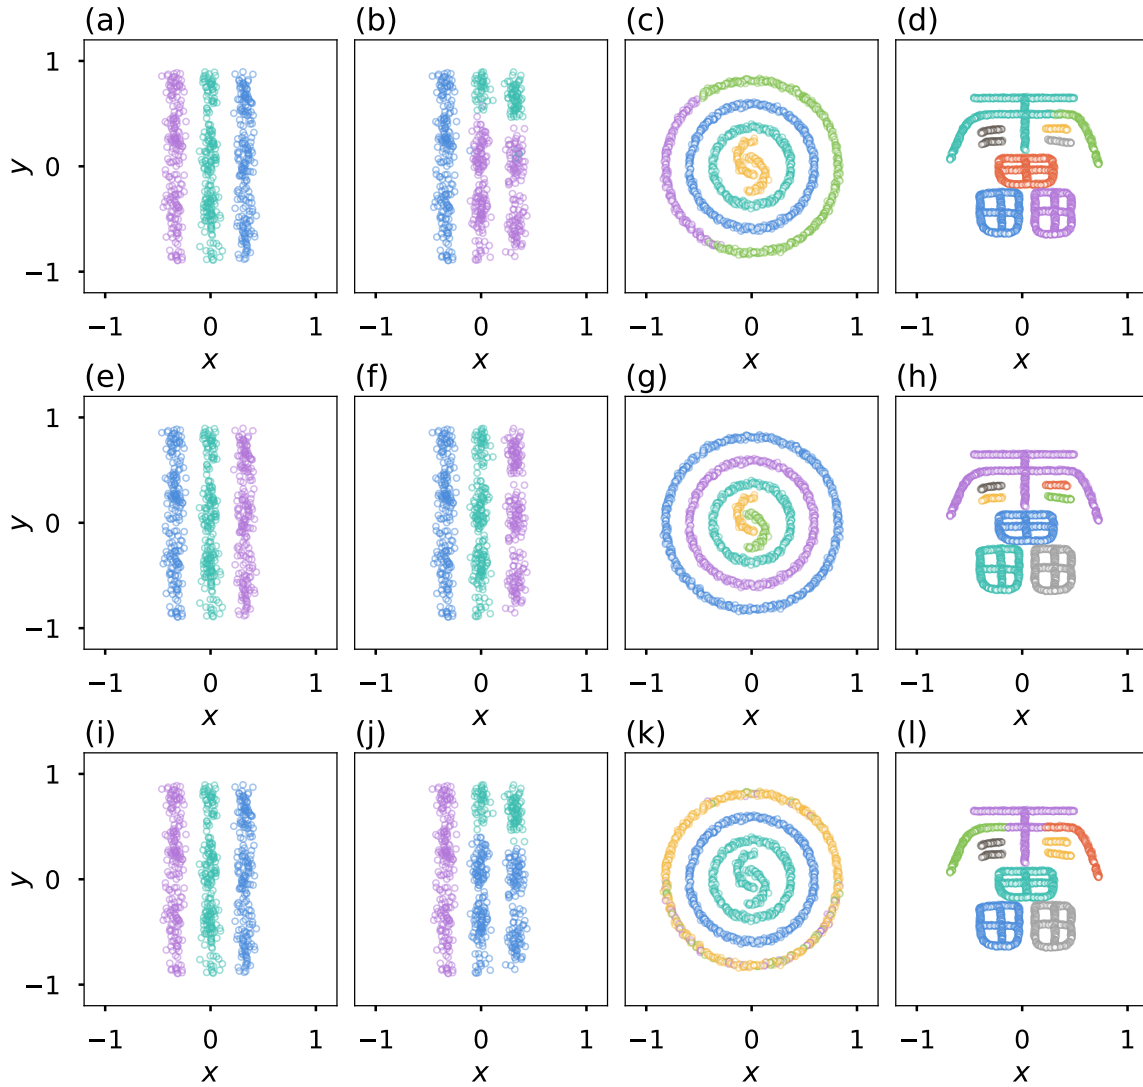 (a) (b) (c) (d)
1
0
−1
y
−1 0 1 −1 0 1 −1 0 1 −1 0 1
x x x x
(e) (f) (g) (h)
1
0
−1
y
−1 0 1 −1 0 1 −1 0 1 −1 0 1
x x x x
(i) (j) (k) (l)
1
0
−1
y
−1 0 1 −1 0 1 −1 0 1 −1 0 1
x x x x